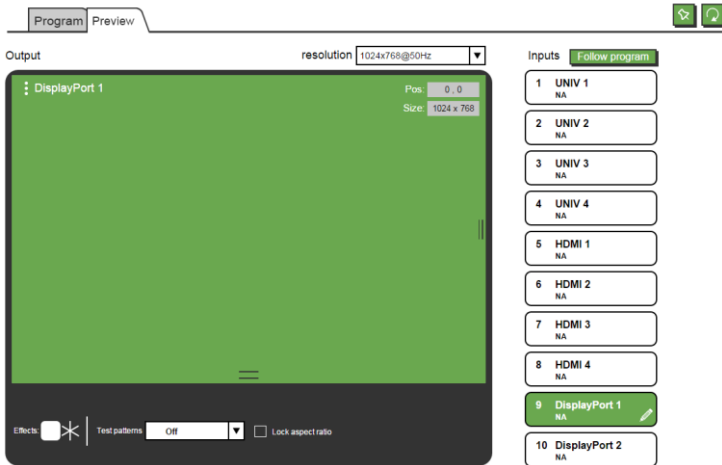 Program Preview
Output
resolution 1024x768@50Hz
Inputs Follow program
DisplayPort 1
Pos: 0 , 0
Size: 1024 x 768
1 UNIV 1
NA
2 UNIV 2
NA
3 UNIV 3
NA
4 UNIV 4
NA
5 HDMI 1
NA
6 HDMI 2
NA
7 HDMI 3
NA
8 HDMI 4
NA
9 DisplayPort 1
NA
10 DisplayPort 2
NA
Effects: Test patterns Off Lock aspect ratio